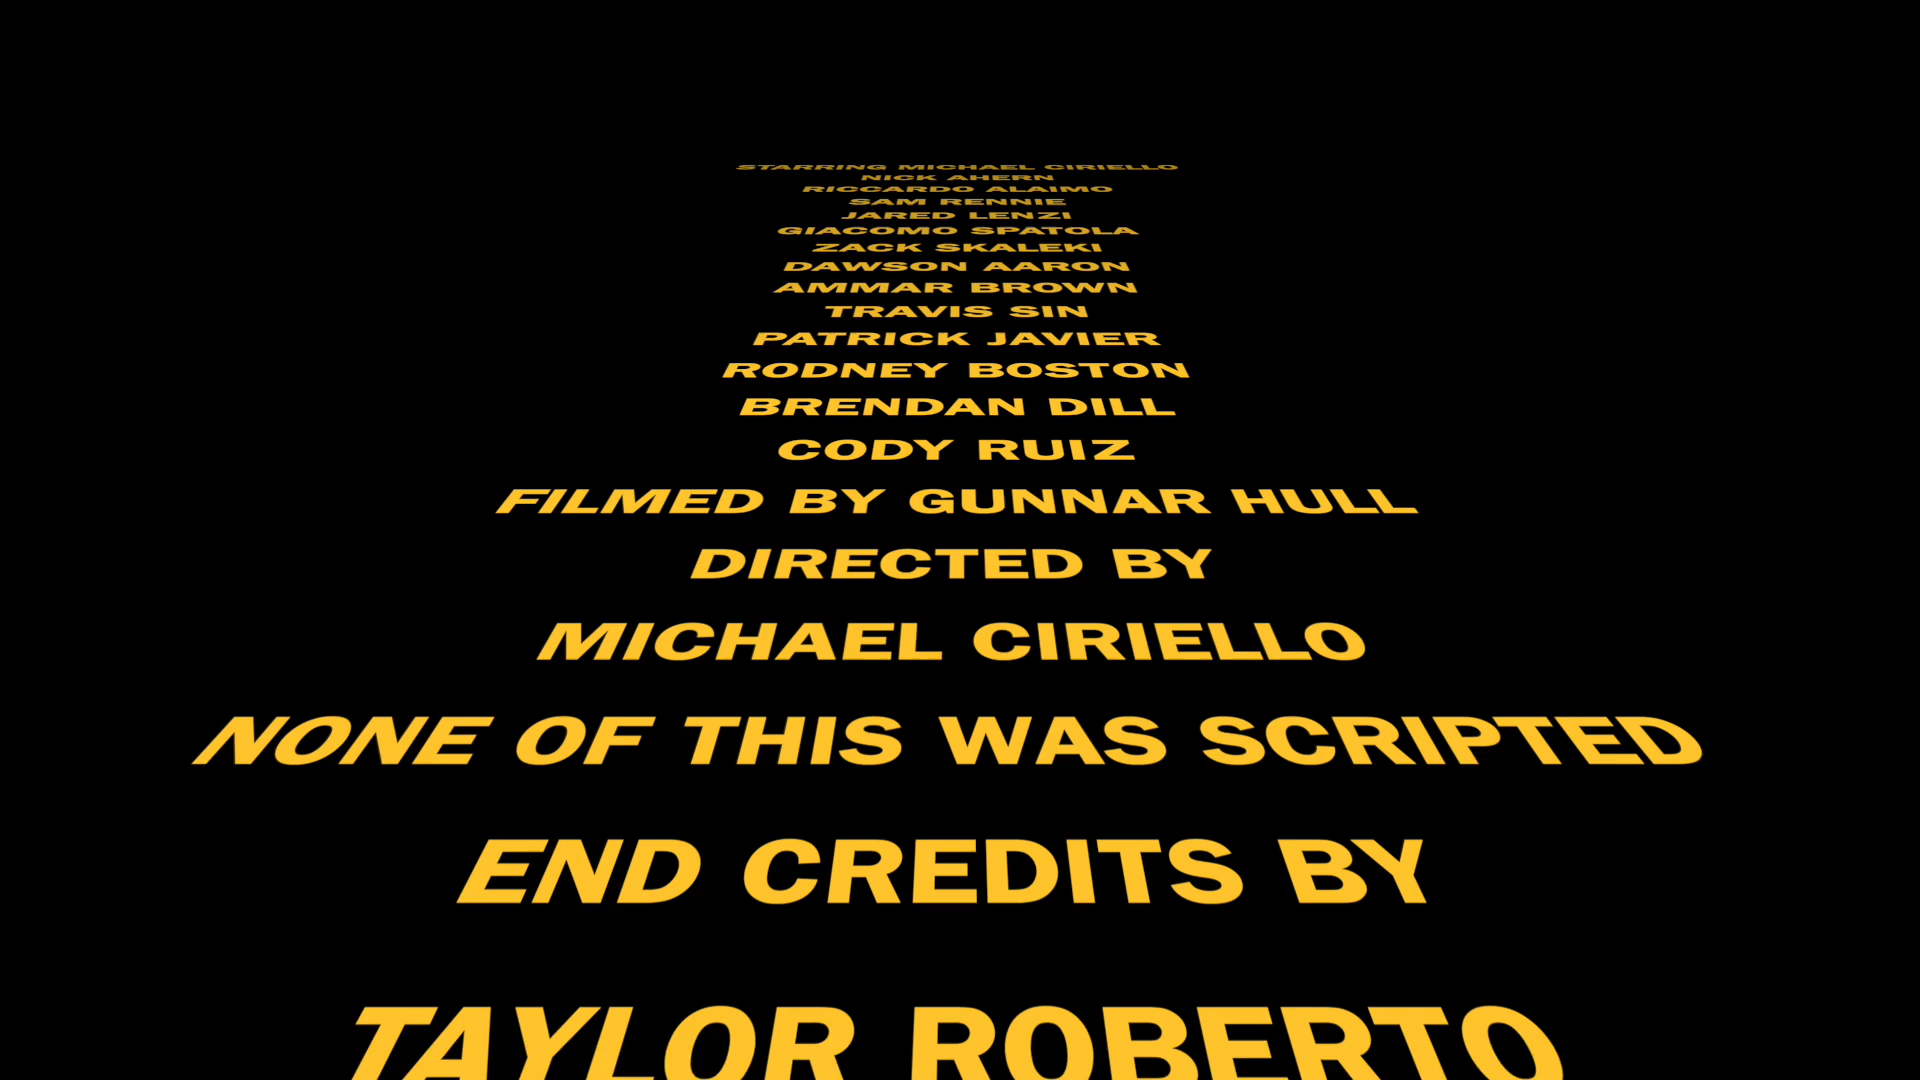 STARRING MICHAEL CIRIELLO
NICK AHERN
RICCARDO ALAIMO
SAM RENNIE
JARED LENZI
GIACOMO SPATOLA
ZACK SKALEKI
DAWSON AARON
AMMAR BROWN
TRAVIS SIN
PATRICK JAVIER
RODNEY BOSTON
BRENDAN DILL
CODY RUIZ
FILMED BY GUNNAR HULL
DIRECTED BY
MICHAEL CIRIELLO
NONE OF THIS WAS SCRIPTED
END CREDITS BY
TAYLOR ROBERTO